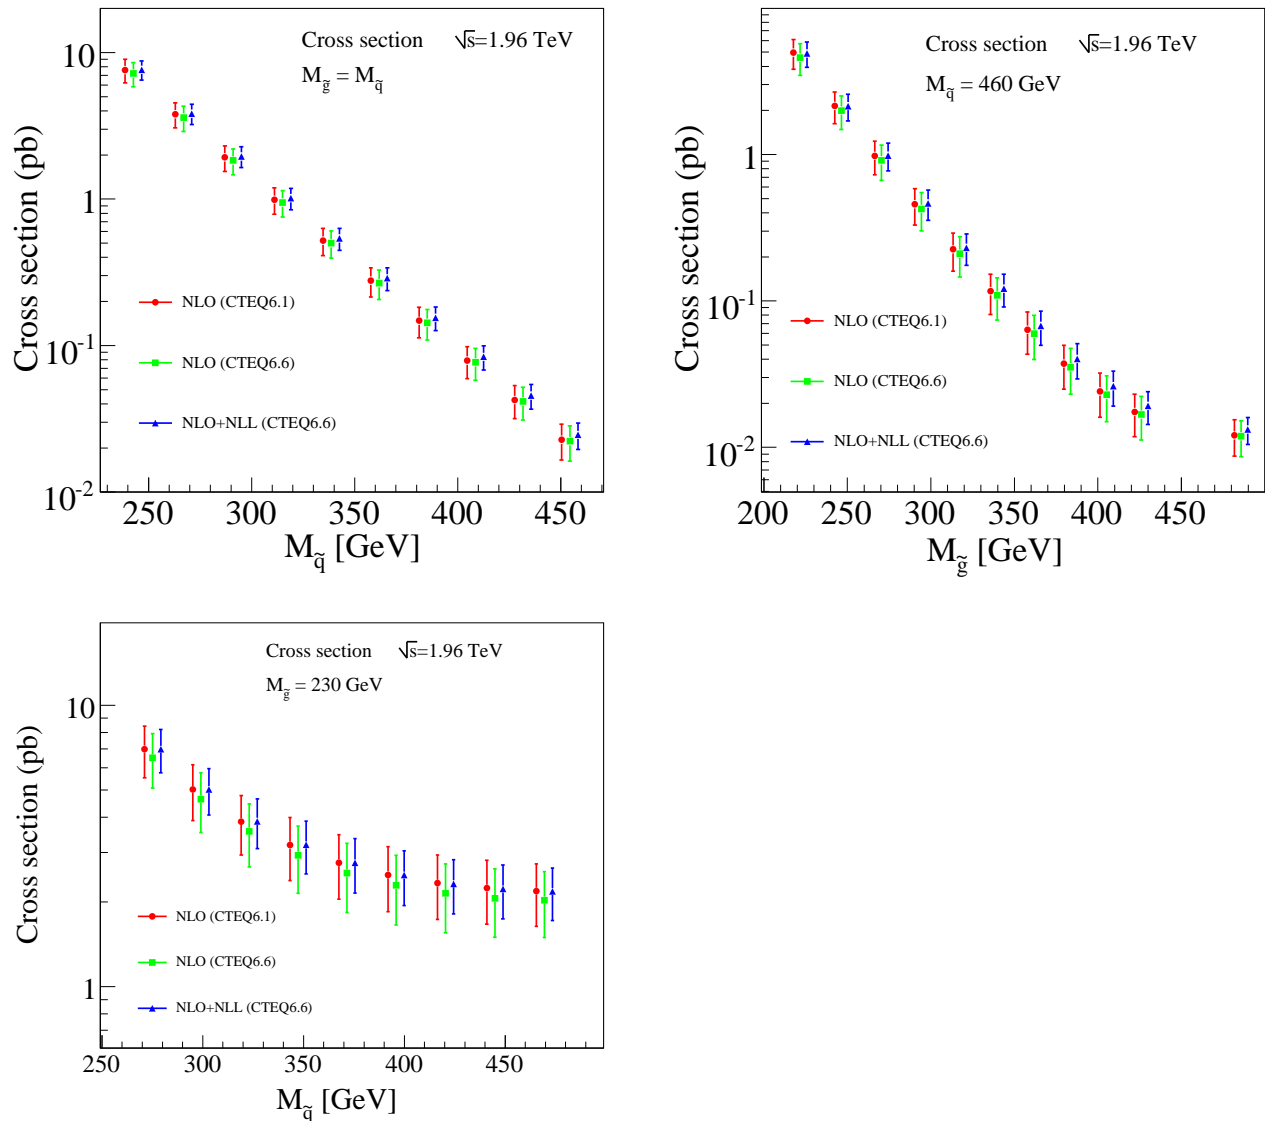 Cross section √s=1.96 TeV
M_g̃ = M_q̃
10
1
10⁻¹
10⁻²
Cross section (pb)
NLO (CTEQ6.1)
NLO (CTEQ6.6)
NLO+NLL (CTEQ6.6)
250 300 350 400 450
M_q̃ [GeV]
Cross section √s=1.96 TeV
M_q̃ = 460 GeV
1
10⁻¹
10⁻²
Cross section (pb)
NLO (CTEQ6.1)
NLO (CTEQ6.6)
NLO+NLL (CTEQ6.6)
200 250 300 350 400 450
M_g̃ [GeV]
Cross section √s=1.96 TeV
M_g̃ = 230 GeV
10
1
Cross section (pb)
NLO (CTEQ6.1)
NLO (CTEQ6.6)
NLO+NLL (CTEQ6.6)
250 300 350 400 450
M_q̃ [GeV]